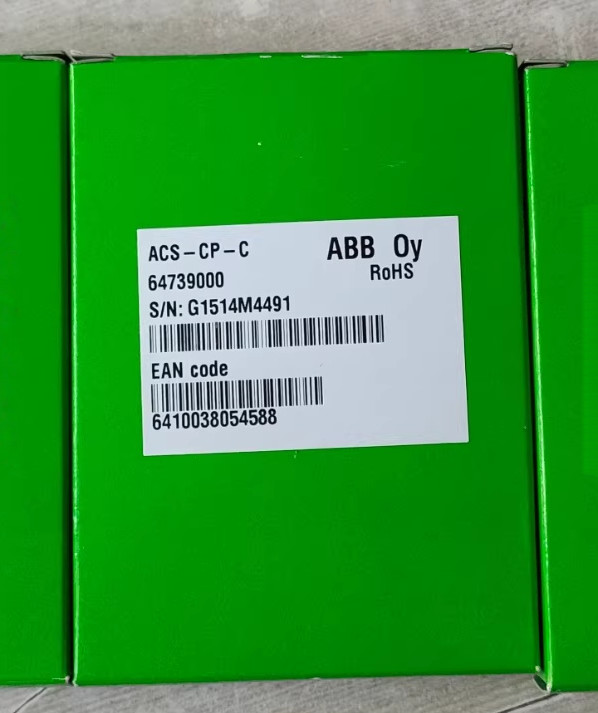 ACS-CP-C
ABB Oy
64739000
RoHS
S/N: G1514M4491
EAN code
6410038054588